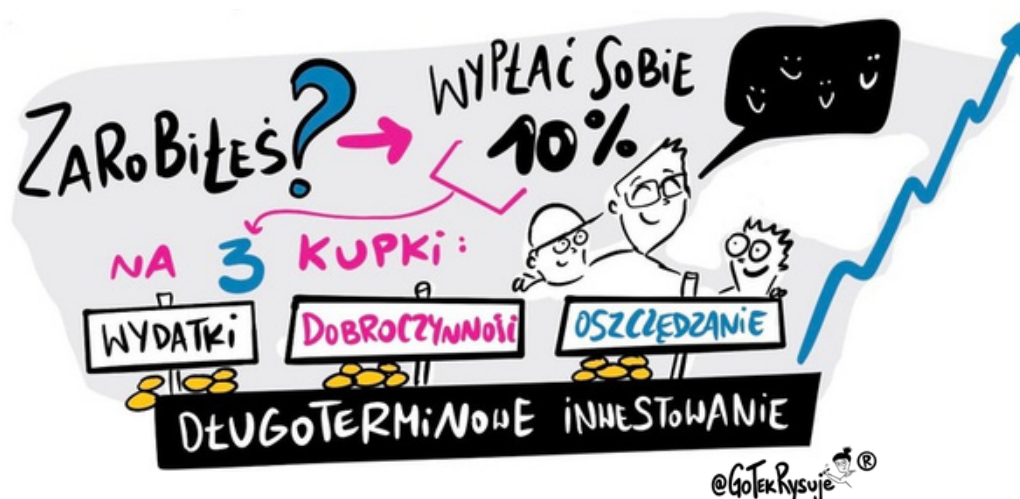 ZAROBIŁEŚ?
WYPŁAĆ SOBIE
10%
NA 3 KUPKI:
WYDATKI
DOBROCZYNNOŚĆ
OSZCZĘDZANIE
DŁUGOTERMINOWE INWESTOWANIE
@GOTEKRysuje ®